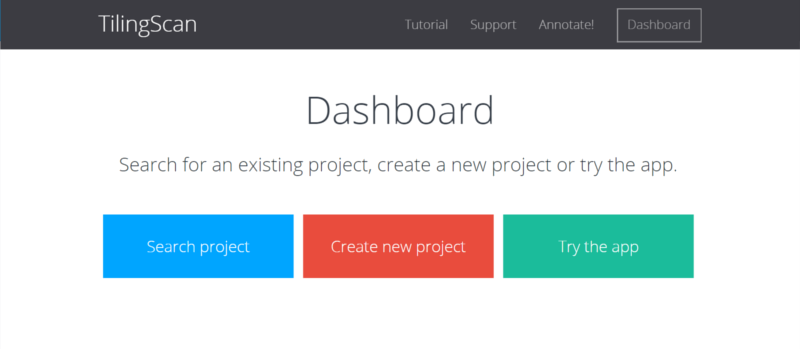 TilingScan Tutorial Support Annotate! Dashboard
Dashboard
Search for an existing project, create a new project or try the app.
Search project Create new project Try the app